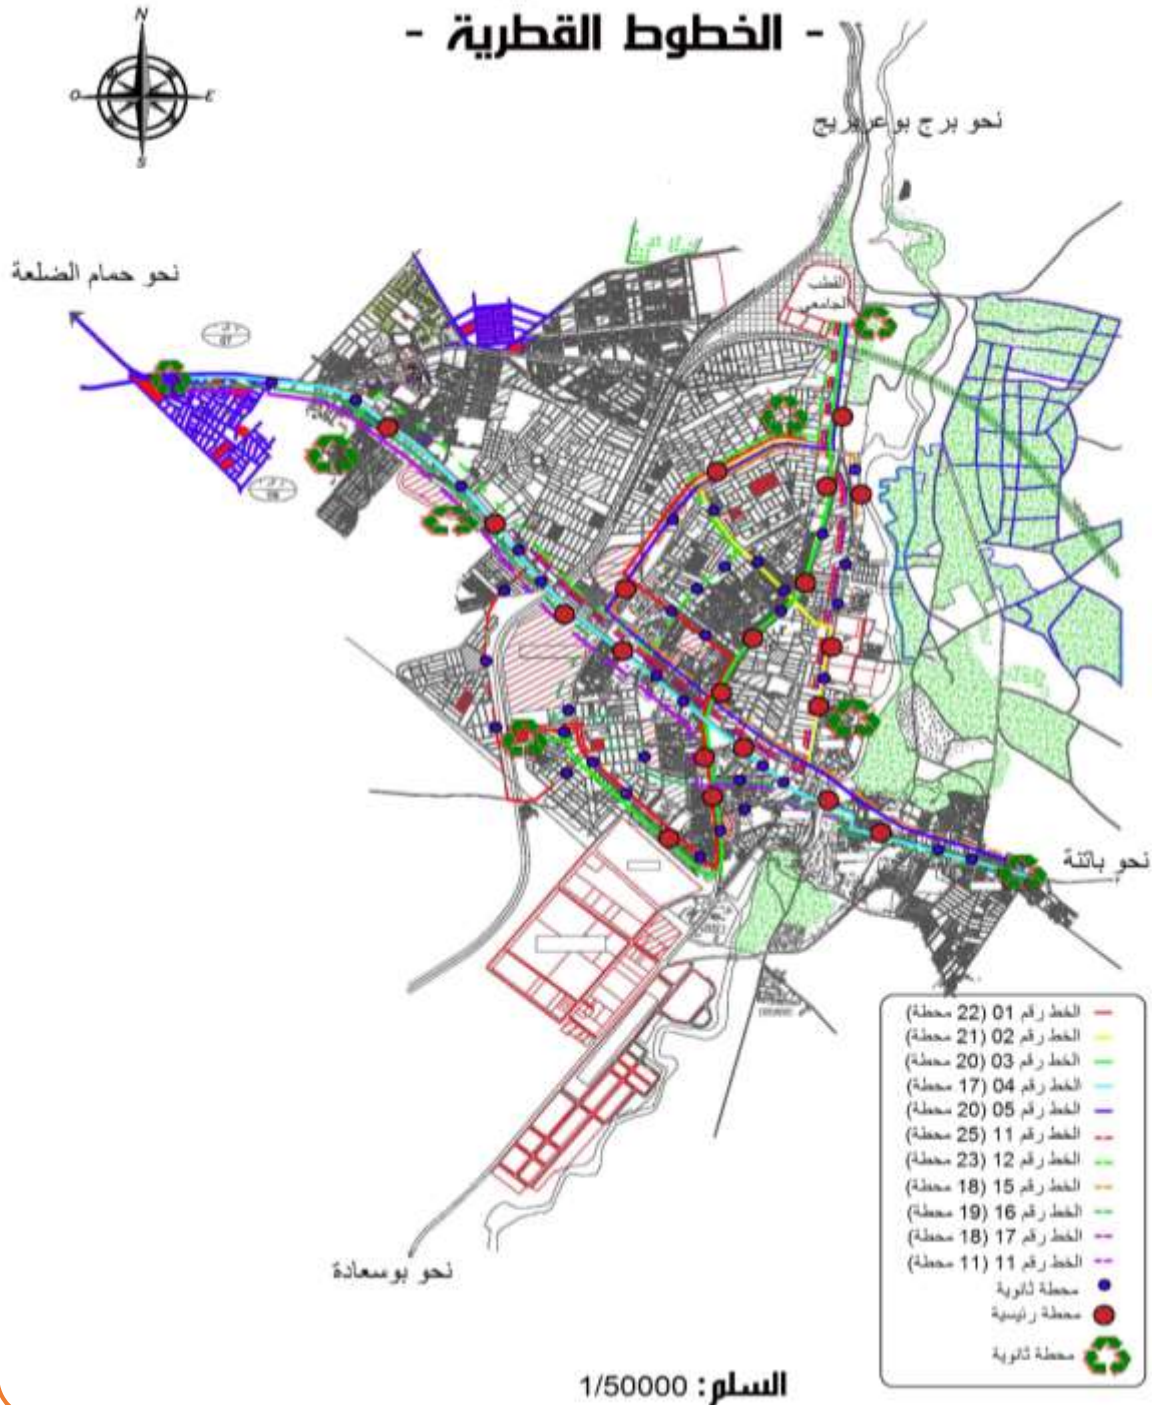 - الخطوط القطرية -
N
O
E
S
نحو برج بوعريريج
نحو حمام الضلعة
القطب
الجامعي
نحو باتنة
نحو بوسعادة
الخط رقم 01 (22 محطة)
الخط رقم 02 (21 محطة)
الخط رقم 03 (20 محطة)
الخط رقم 04 (17 محطة)
الخط رقم 05 (20 محطة)
الخط رقم 11 (25 محطة)
الخط رقم 12 (23 محطة)
الخط رقم 15 (18 محطة)
الخط رقم 16 (19 محطة)
الخط رقم 17 (18 محطة)
الخط رقم 11 (11 محطة)
محطة ثانوية
محطة رئيسية
محطة ثانوية
السلم: 1/50000